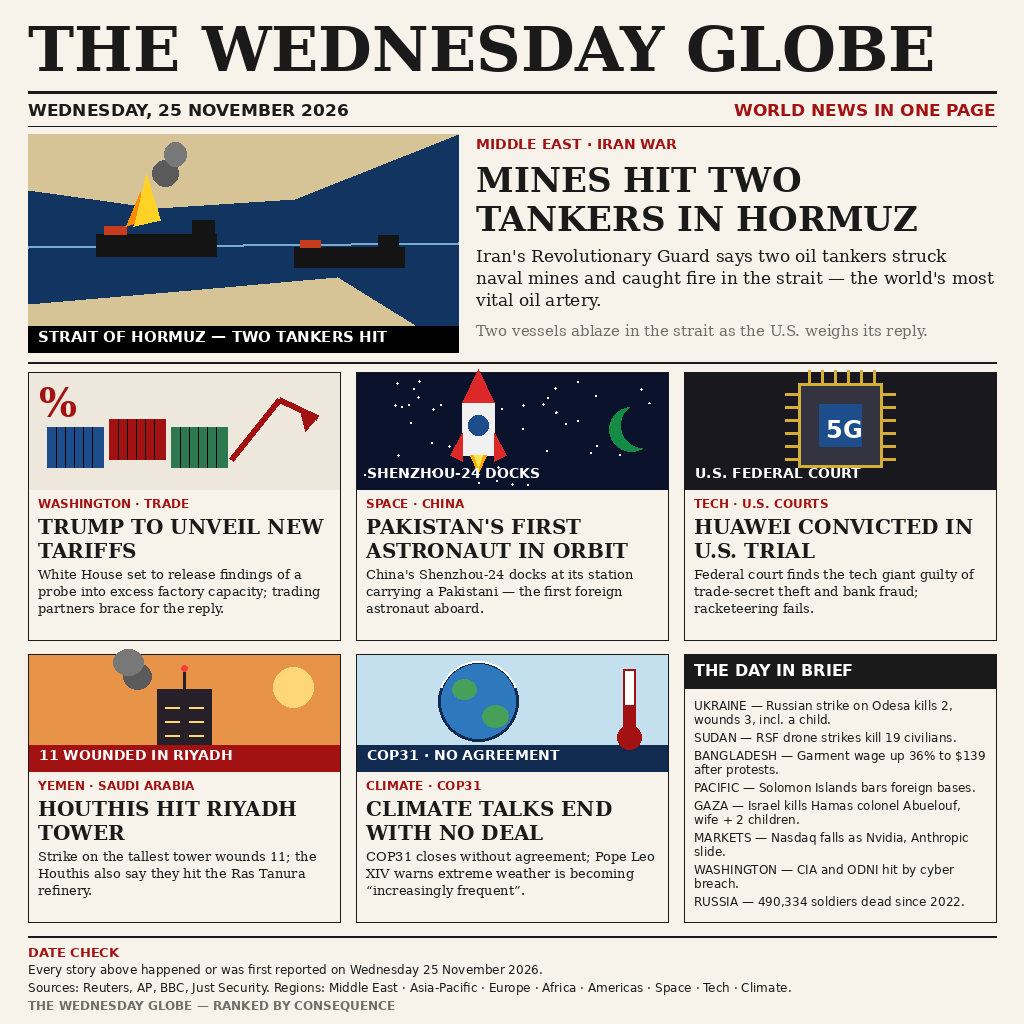 THE WEDNESDAY GLOBE
WEDNESDAY, 25 NOVEMBER 2026
WORLD NEWS IN ONE PAGE
STRAIT OF HORMUZ — TWO TANKERS HIT
MIDDLE EAST · IRAN WAR
MINES HIT TWO
TANKERS IN HORMUZ
Iran's Revolutionary Guard says two oil tankers struck
naval mines and caught fire in the strait — the world's most
vital oil artery.
Two vessels ablaze in the strait as the U.S. weighs its reply.
%
WASHINGTON · TRADE
TRUMP TO UNVEIL NEW
TARIFFS
White House set to release findings of a
probe into excess factory capacity; trading
partners brace for the reply.
SHENZHOU-24 DOCKS
SPACE · CHINA
PAKISTAN'S FIRST
ASTRONAUT IN ORBIT
China's Shenzhou-24 docks at its station
carrying a Pakistani — the first foreign
astronaut aboard.
5G
U.S. FEDERAL COURT
TECH · U.S. COURTS
HUAWEI CONVICTED IN
U.S. TRIAL
Federal court finds the tech giant guilty of
trade-secret theft and bank fraud;
racketeering fails.
11 WOUNDED IN RIYADH
YEMEN · SAUDI ARABIA
HOUTHIS HIT RIYADH
TOWER
Strike on the tallest tower wounds 11; the
Houthis also say they hit the Ras Tanura
refinery.
COP31 · NO AGREEMENT
CLIMATE · COP31
CLIMATE TALKS END
WITH NO DEAL
COP31 closes without agreement; Pope Leo
XIV warns extreme weather is becoming
“increasingly frequent”.
THE DAY IN BRIEF
UKRAINE — Russian strike on Odesa kills 2,
wounds 3, incl. a child.
SUDAN — RSF drone strikes kill 19 civilians.
BANGLADESH — Garment wage up 36% to $139
after protests.
PACIFIC — Solomon Islands bars foreign bases.
GAZA — Israel kills Hamas colonel Abuelouf,
wife + 2 children.
MARKETS — Nasdaq falls as Nvidia, Anthropic
slide.
WASHINGTON — CIA and ODNI hit by cyber
breach.
RUSSIA — 490,334 soldiers dead since 2022.
DATE CHECK
Every story above happened or was first reported on Wednesday 25 November 2026.
Sources: Reuters, AP, BBC, Just Security. Regions: Middle East · Asia-Pacific · Europe · Africa · Americas · Space · Tech · Climate.
THE WEDNESDAY GLOBE — RANKED BY CONSEQUENCE